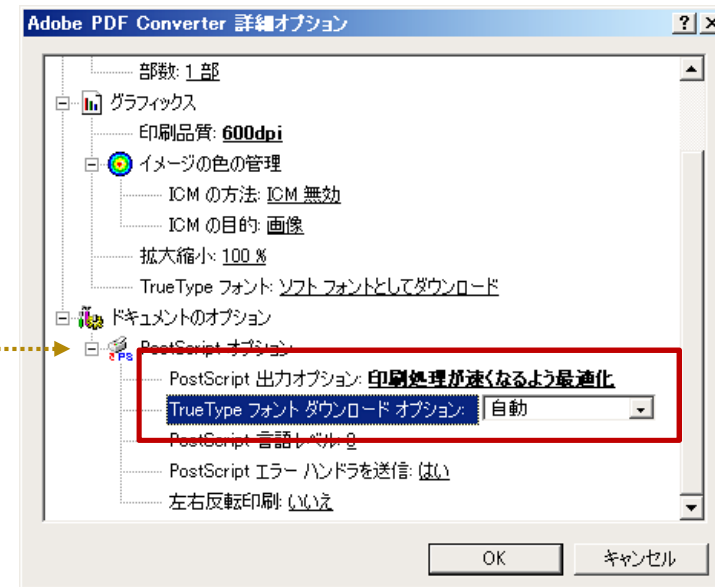 Adobe PDF Converter 詳細オプション
部数: 1 部
グラフィックス
印刷品質: 600dpi
イメージの色の管理
ICM の方法: ICM 無効
ICM の目的: 画像
拡大縮小: 100 %
TrueType フォント: ソフト フォントとしてダウンロード
ドキュメントのオプション
PostScript オプション
PostScript 出力オプション: 印刷処理が速くなるよう最適化
TrueType フォント ダウンロード オプション: 自動
PostScript 言語レベル:
PostScript エラー ハンドラを送信: はい
左右反転印刷: いいえ
OK キャンセル